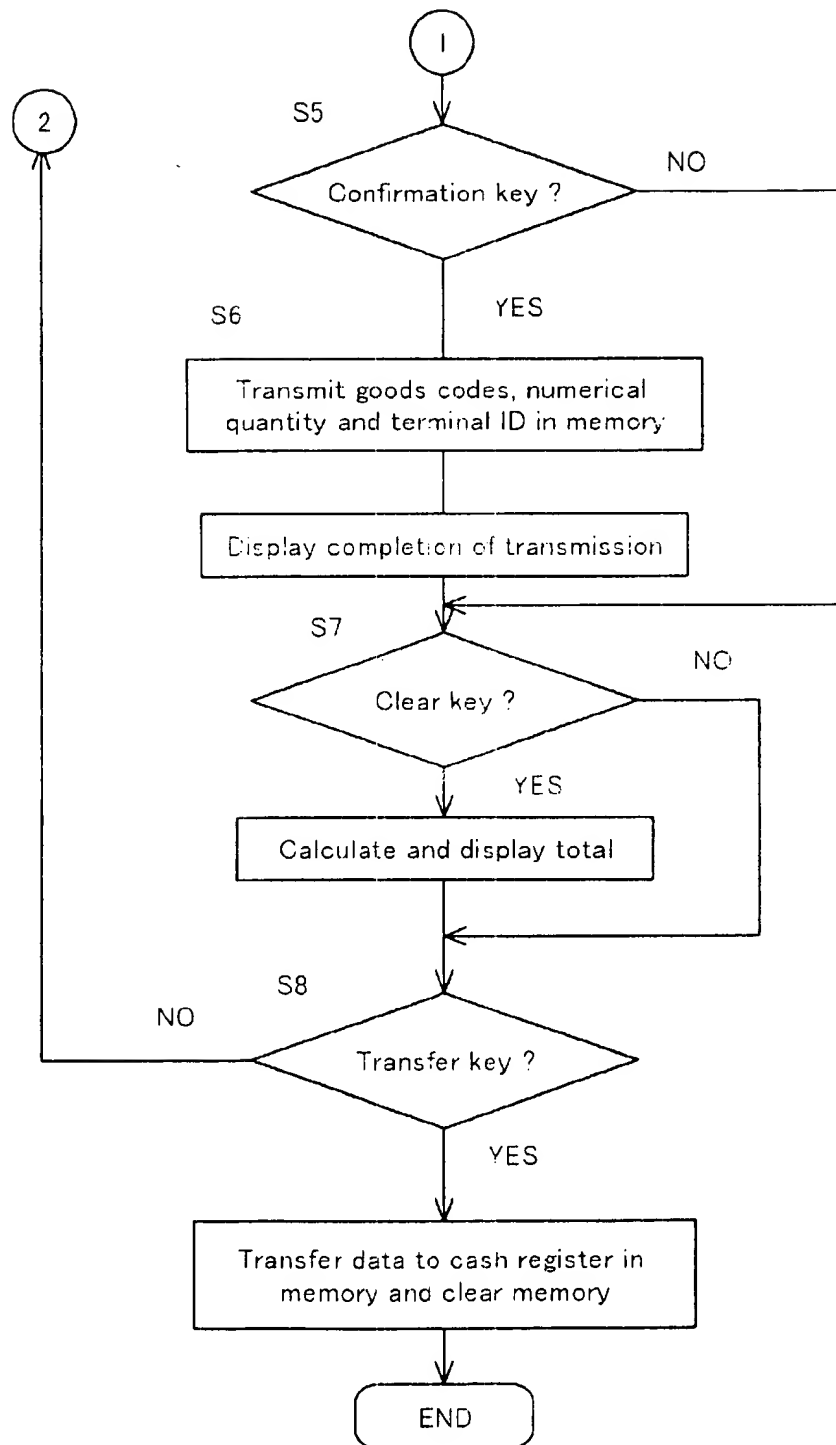 1
2
S5
Confirmation key ?
NO
YES
S6
Transmit goods codes, numerical
quantity and terminal ID in memory
Display completion of transmission
S7
Clear key ?
NO
YES
Calculate and display total
S8
NO
Transfer key ?
YES
Transfer data to cash register in
memory and clear memory
END